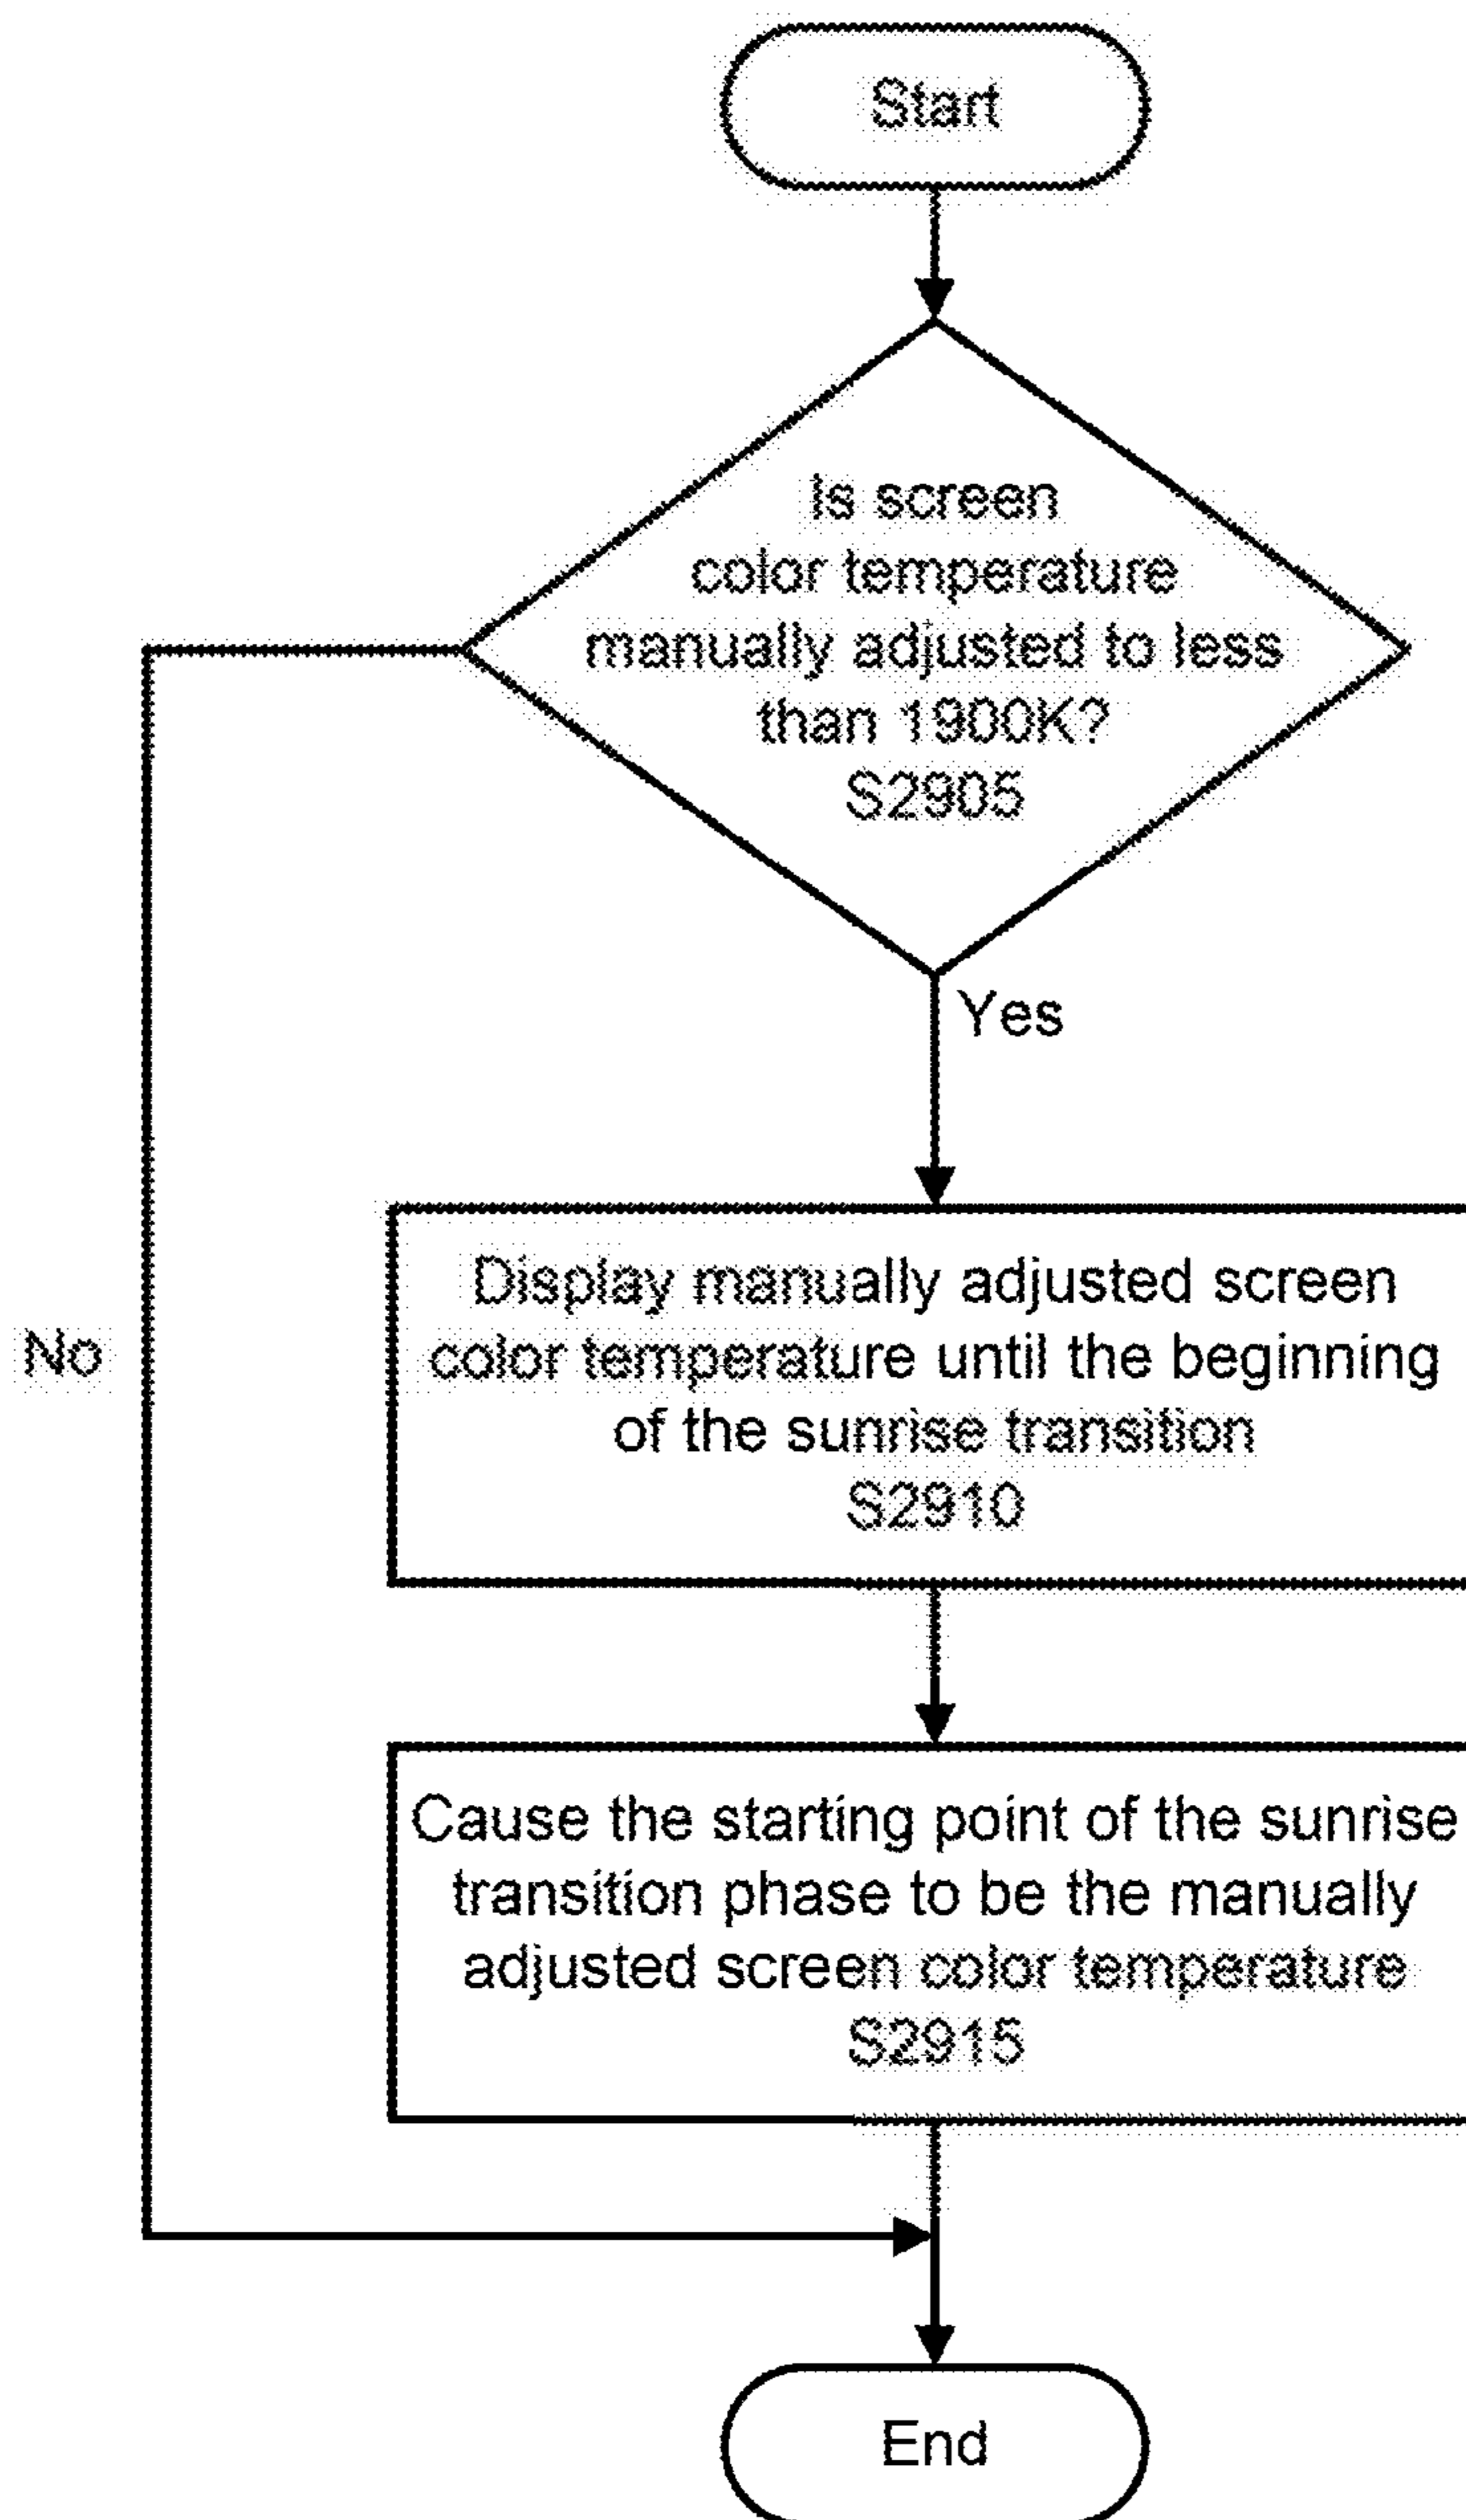 Start
Is screen
color temperature
manually adjusted to less
than 1900K?
S2905
Yes
No
Display manually adjusted screen
color temperature until the beginning
of the sunrise transition
S2910
Cause the starting point of the sunrise
transition phase to be the manually
adjusted screen color temperature
S2915
End